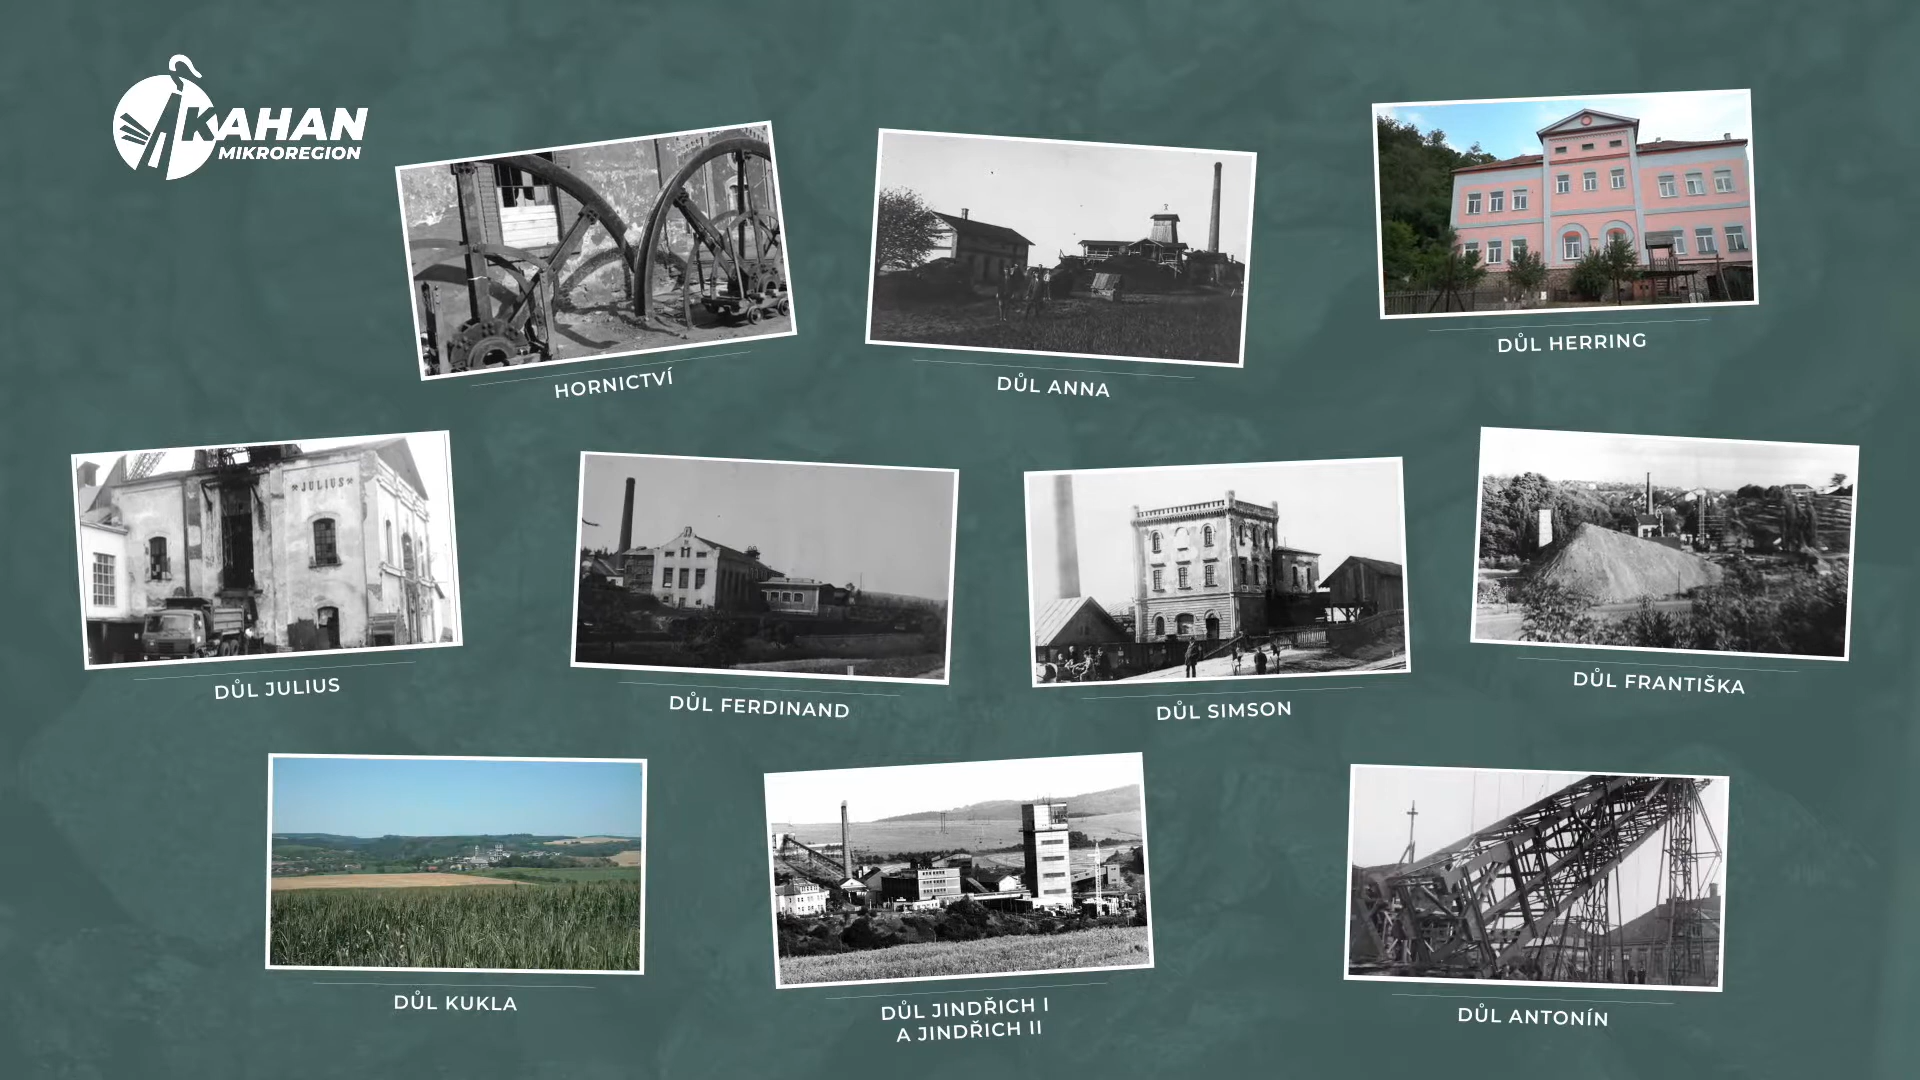 KAHAN
MIKROREGION
HORNICTVÍ
DŮL ANNA
DŮL HERRING
JULIUS
DŮL JULIUS
DŮL FERDINAND
DŮL SIMSON
DŮL FRANTIŠKA
DŮL KUKLA
DŮL JINDŘICH I
A JINDŘICH II
DŮL ANTONÍN